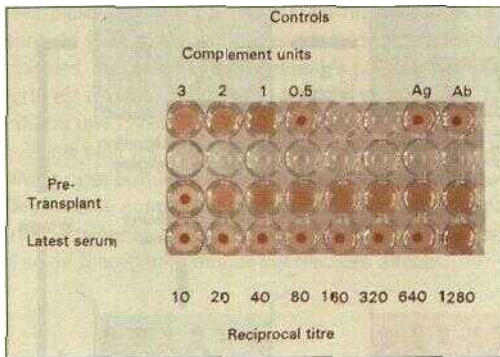 Controls
Complement units
3 2 1 0.5 Ag Ab
Pre-
Transplant
Latest serum
10 20 40 80 160 320 640 1280
Reciprocal titre